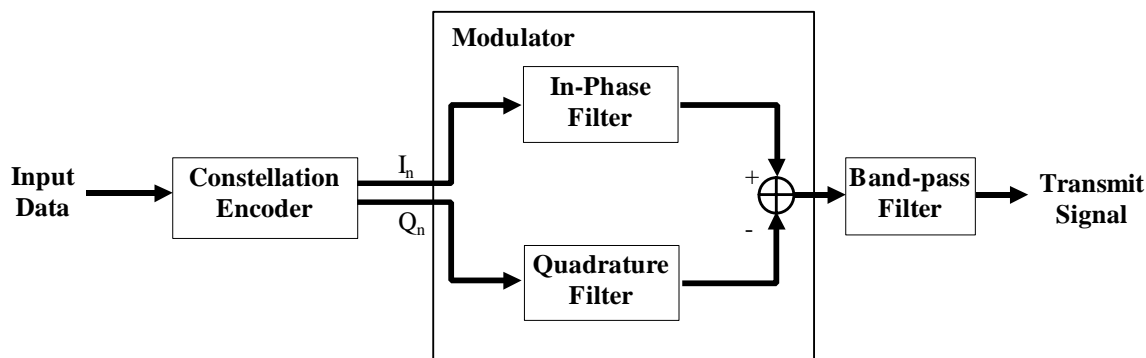 Modulator
In-Phase
Filter
Input
Data
Constellation
Encoder
Iₙ
Qₙ
+
-
Quadrature
Filter
Band-pass
Filter
Transmit
Signal